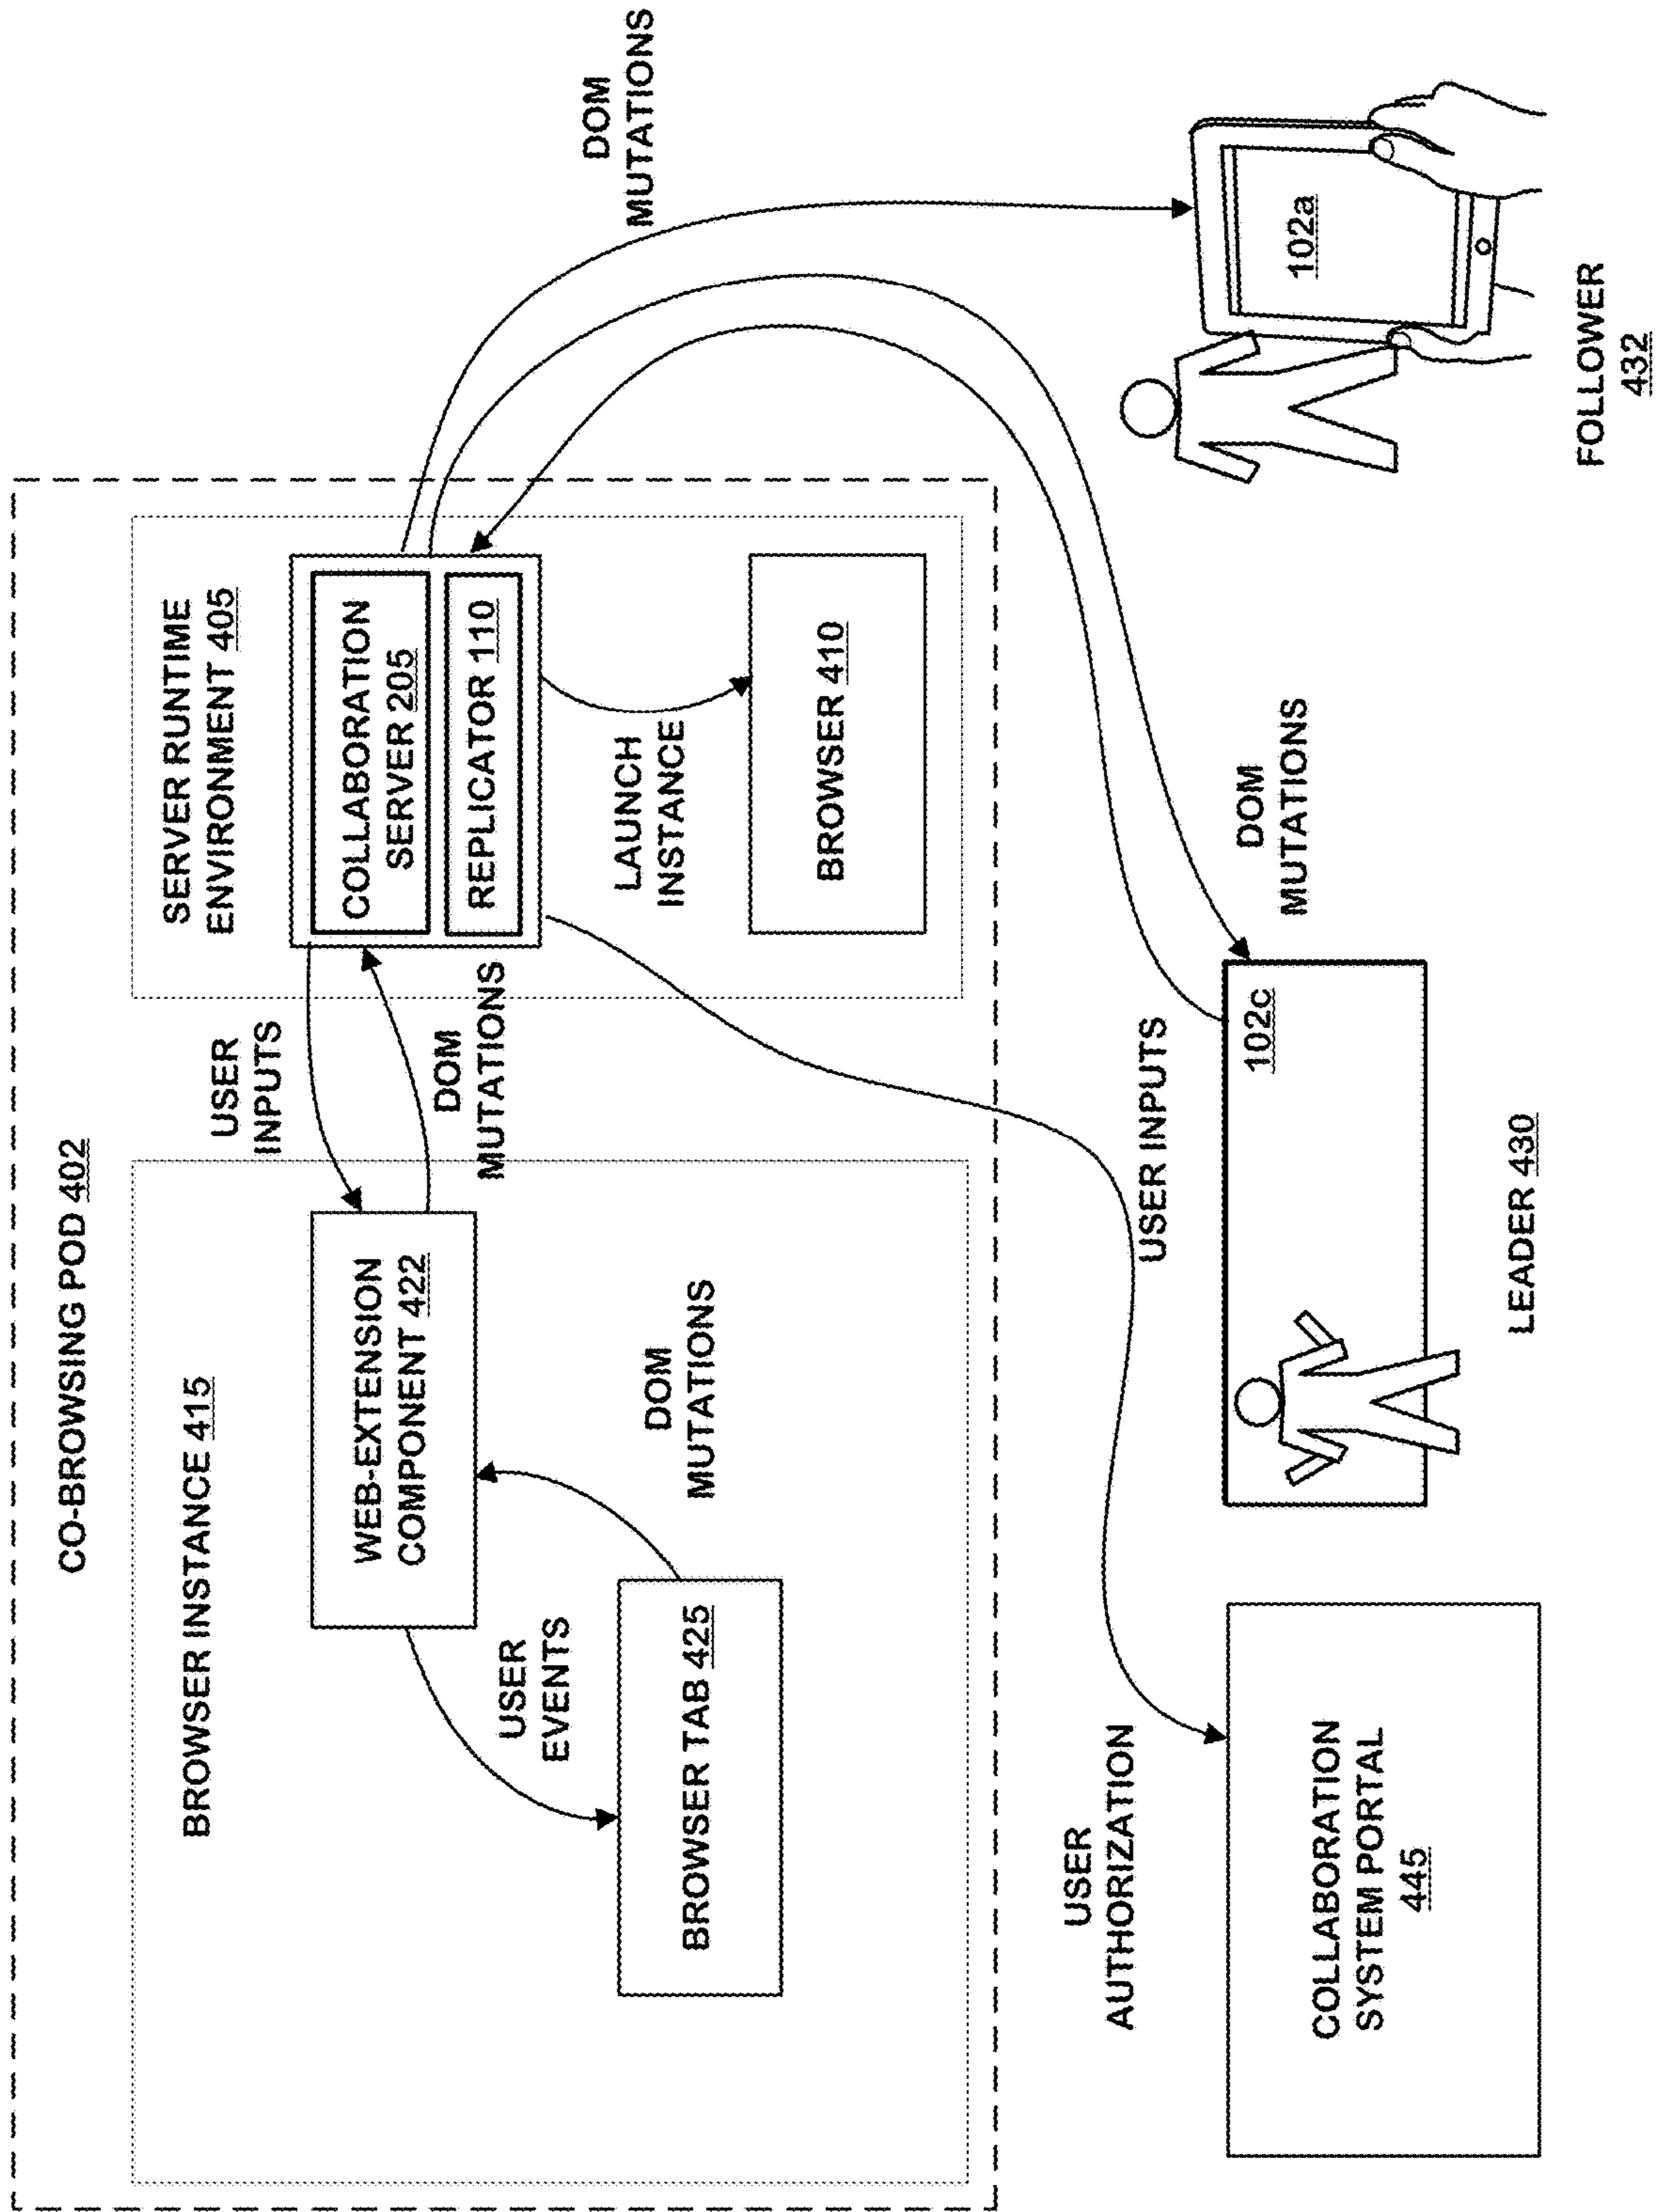 CO-BROWSING POD 402
BROWSER INSTANCE 415
WEB-EXTENSION
COMPONENT 422
USER
EVENTS
DOM
MUTATIONS
BROWSER TAB 425
USER
INPUTS
DOM
MUTATIONS
SERVER RUNTIME
ENVIRONMENT 405
COLLABORATION
SERVER 205
REPLICATOR 110
LAUNCH
INSTANCE
BROWSER 410
DOM
MUTATIONS
USER
AUTHORIZATION
COLLABORATION
SYSTEM PORTAL
445
USER INPUTS
102c
LEADER 430
DOM
MUTATIONS
102a
FOLLOWER
432